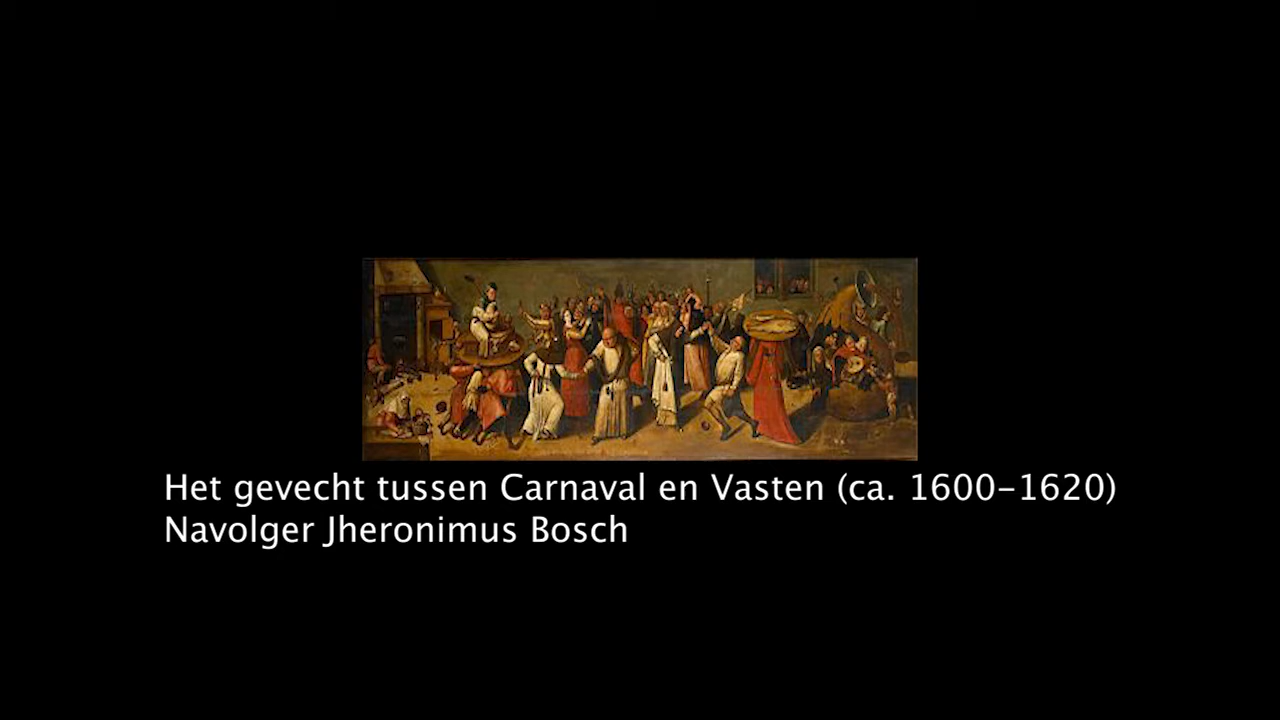 Het gevecht tussen Carnaval en Vasten (ca. 1600-1620)
Navolger Jheronimus Bosch